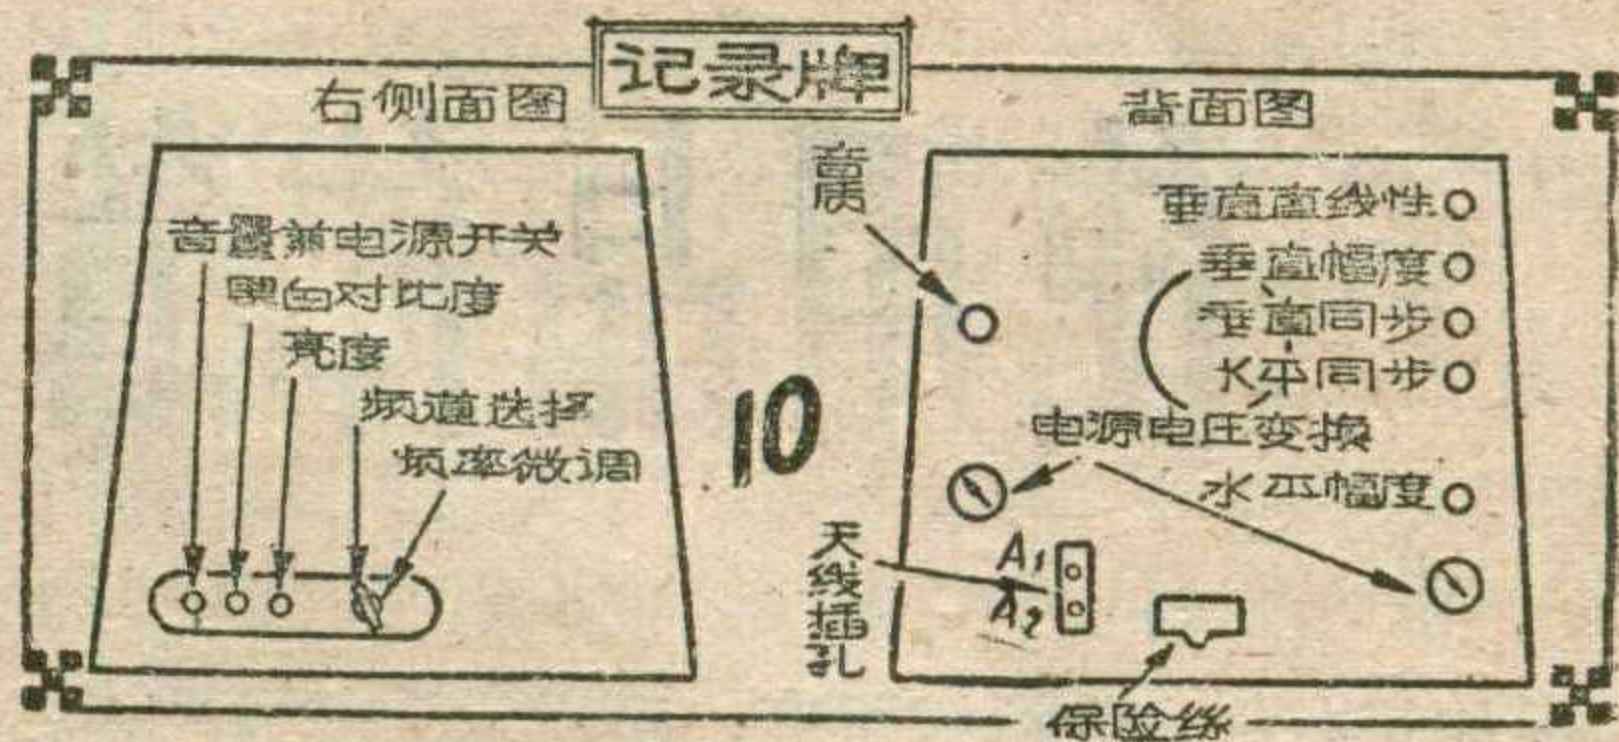 记录牌
右侧面图
音量兼电源开关
黑白对比度
亮度
频道选择
频率微调
10
背面图
音质
垂直直线性
垂直幅度
垂直同步
水平同步
电源电压变换
水平幅度
天线插孔
A1
A2
保险丝